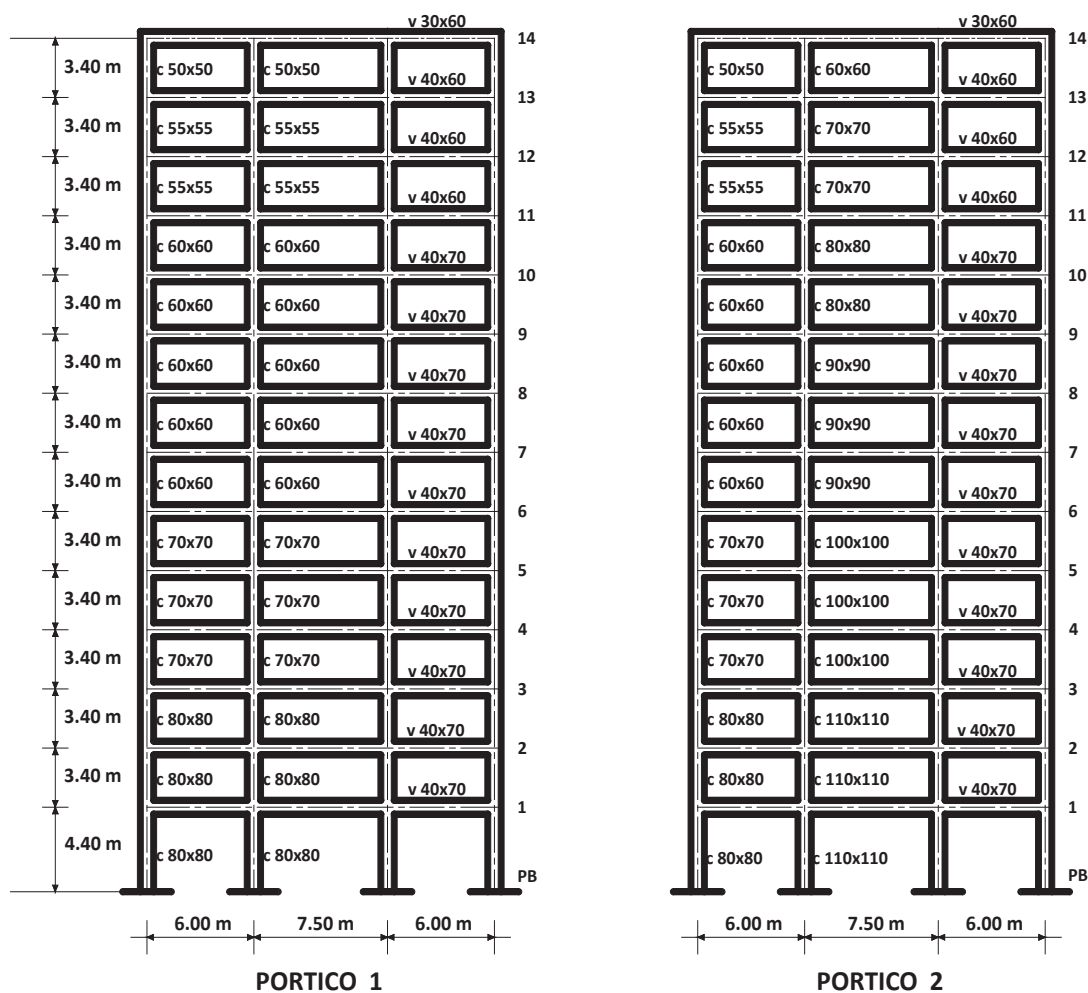 v 30x60 v 30x60
14 14
3.40 m c 50x50 c 50x50 v 40x60 c 50x50 c 60x60 v 40x60
13 13
3.40 m c 55x55 c 55x55 v 40x60 c 55x55 c 70x70 v 40x60
12 12
3.40 m c 55x55 c 55x55 v 40x60 c 55x55 c 70x70 v 40x60
11 11
3.40 m c 60x60 c 60x60 v 40x70 c 60x60 c 80x80 v 40x70
10 10
3.40 m c 60x60 c 60x60 v 40x70 c 60x60 c 80x80 v 40x70
9 9
3.40 m c 60x60 c 60x60 v 40x70 c 60x60 c 90x90 v 40x70
8 8
3.40 m c 60x60 c 60x60 v 40x70 c 60x60 c 90x90 v 40x70
7 7
3.40 m c 60x60 c 60x60 v 40x70 c 60x60 c 90x90 v 40x70
6 6
3.40 m c 70x70 c 70x70 v 40x70 c 70x70 c 100x100 v 40x70
5 5
3.40 m c 70x70 c 70x70 v 40x70 c 70x70 c 100x100 v 40x70
4 4
3.40 m c 70x70 c 70x70 v 40x70 c 70x70 c 100x100 v 40x70
3 3
3.40 m c 80x80 c 80x80 v 40x70 c 80x80 c 110x110 v 40x70
2 2
3.40 m c 80x80 c 80x80 v 40x70 c 80x80 c 110x110 v 40x70
1 1
4.40 m c 80x80 c 80x80 c 80x80 c 110x110
PB PB
6.00 m 7.50 m 6.00 m 6.00 m 7.50 m 6.00 m
PORTICO 1 PORTICO 2